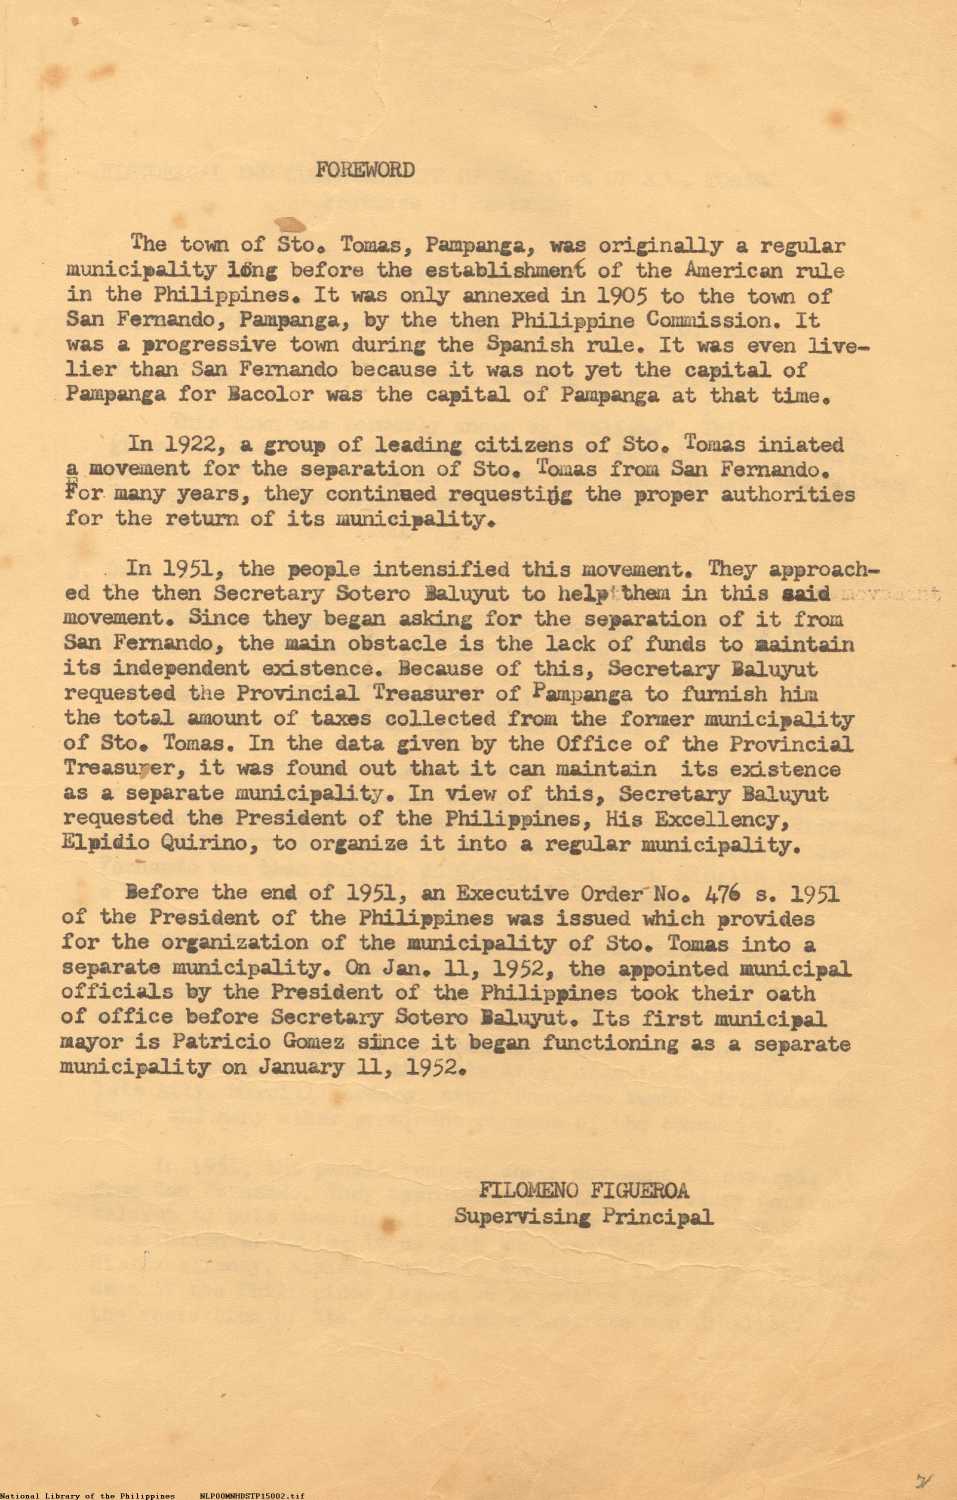 FOREWORD
The town of Sto. Tomas, Pampanga, was originally a regular
municipality long before the establishment of the American rule
in the Philippines. It was only annexed in 1905 to the town of
San Fernando, Pampanga, by the then Philippine Commission. It
was a progressive town during the Spanish rule. It was even live-
lier than San Fernando because it was not yet the capital of
Pampanga for Bacolor was the capital of Pampanga at that time.
In 1922, a group of leading citizens of Sto. Tomas iniated
a movement for the separation of Sto. Tomas from San Fernando.
For many years, they continued requesting the proper authorities
for the return of its municipality.
In 1951, the people intensified this movement. They approach-
ed the then Secretary Sotero Baluyut to help them in this said movement
movement. Since they began asking for the separation of it from
San Fernando, the main obstacle is the lack of funds to maintain
its independent existence. Because of this, Secretary Baluyut
requested the Provincial Treasurer of Pampanga to furnish him
the total amount of taxes collected from the former municipality
of Sto. Tomas. In the data given by the Office of the Provincial
Treasurer, it was found out that it can maintain its existence
as a separate municipality. In view of this, Secretary Baluyut
requested the President of the Philippines, His Excellency,
Elpidio Quirino, to organize it into a regular municipality.
Before the end of 1951, an Executive Order No. 476 s. 1951
of the President of the Philippines was issued which provides
for the organization of the municipality of Sto. Tomas into a
separate municipality. On Jan. 11, 1952, the appointed municipal
officials by the President of the Philippines took their oath
of office before Secretary Sotero Baluyut. Its first municipal
mayor is Patricio Gomez since it began functioning as a separate
municipality on January 11, 1952.
FILOMENO FIGUEROA
Supervising Principal
National Library of the Philippines NLPOOMNHDSTP15002.tif